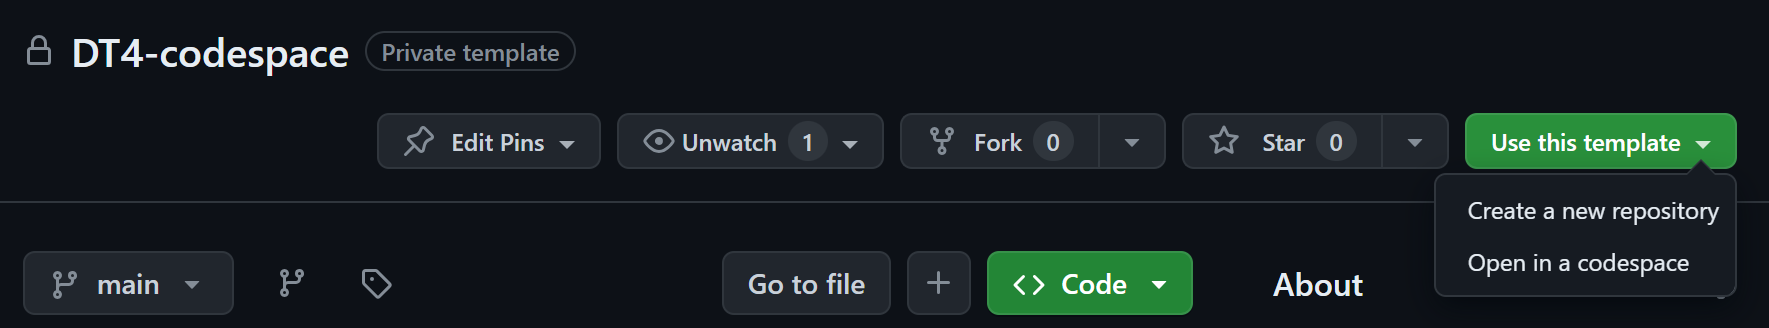 DT4-codespace Private template
Edit Pins Unwatch 1 Fork 0 Star 0 Use this template
Create a new repository
Open in a codespace
main Go to file + <> Code About